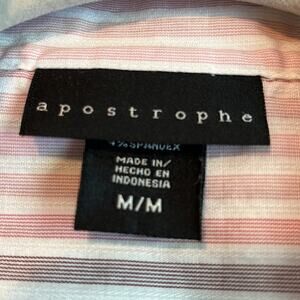 apostrophe
4% SPANDEX
MADE IN/
HECHO EN
INDONESIA
M/M